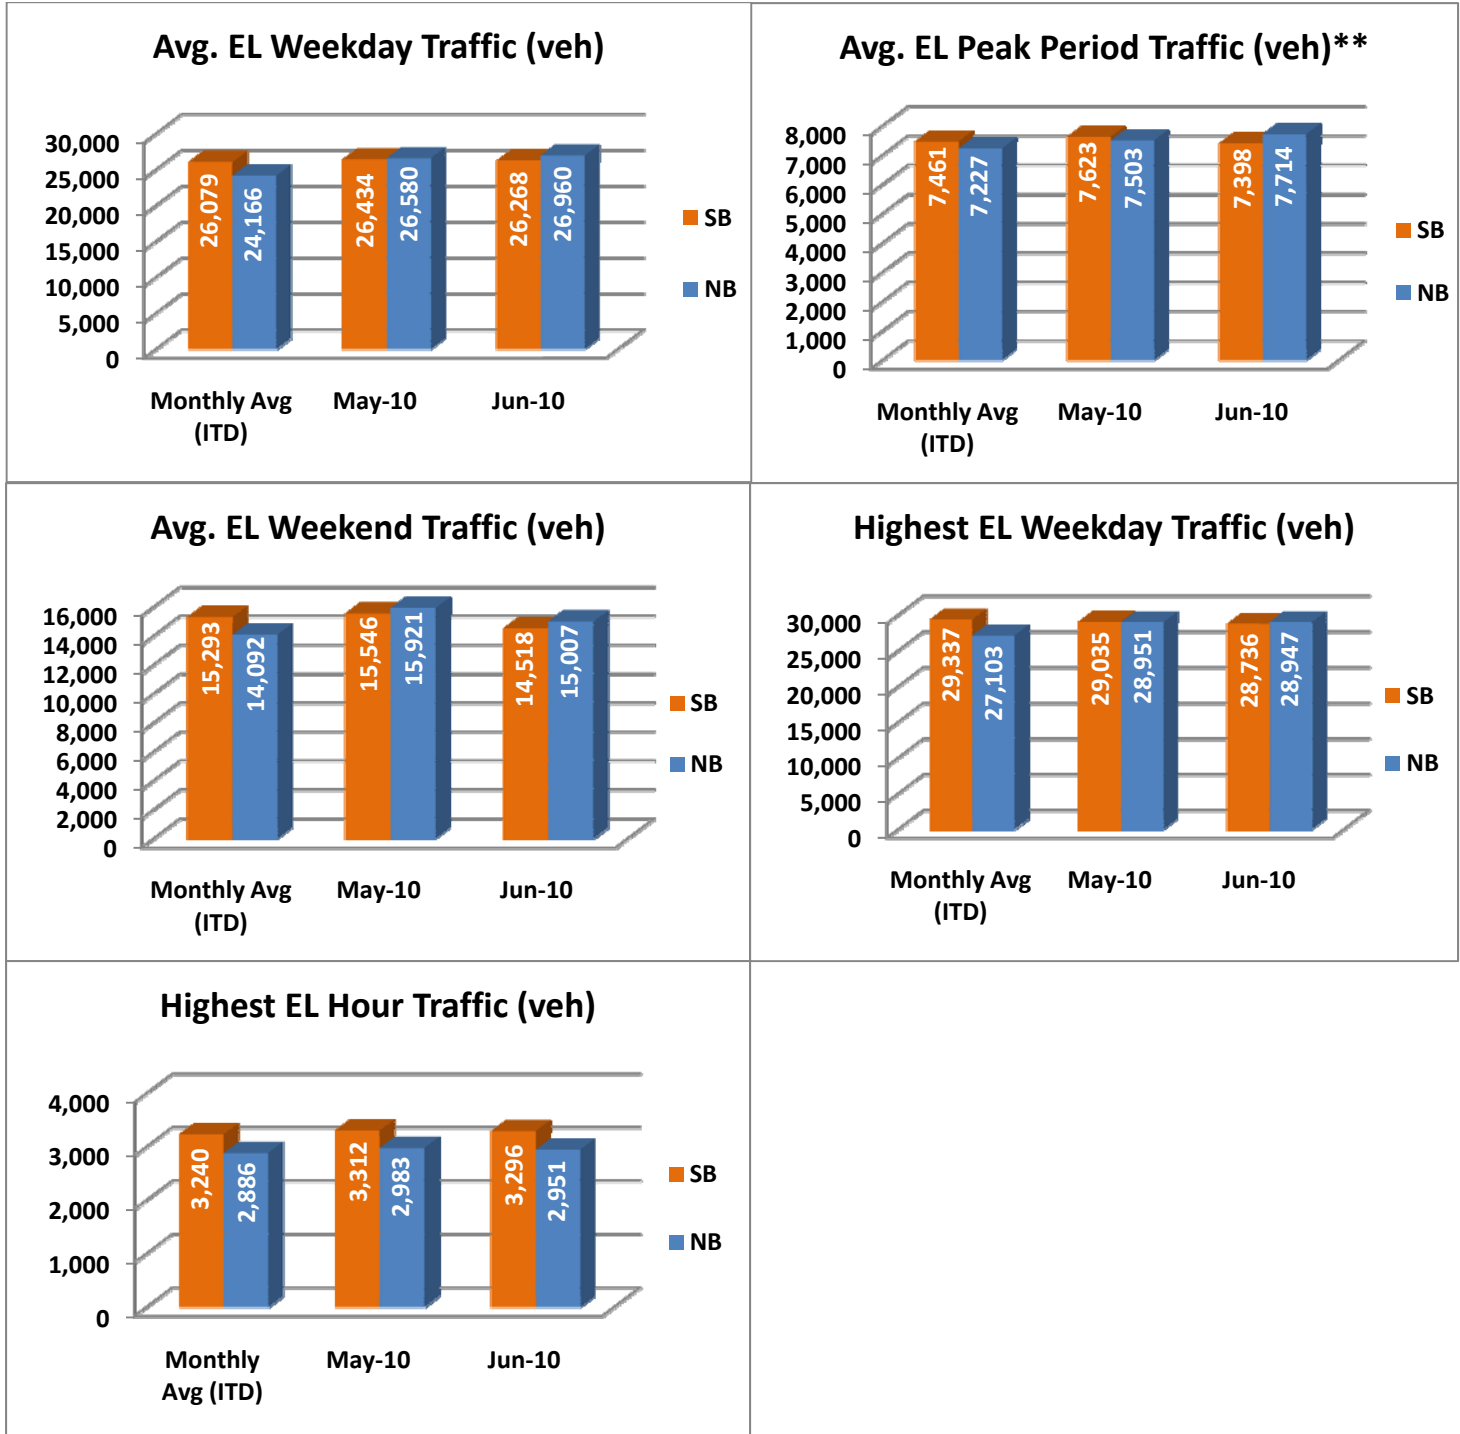 Avg. EL Weekday Traffic (veh)
30,000
25,000
20,000
15,000
10,000
5,000
0
26,079
24,166
26,434
26,580
26,268
26,960
Monthly Avg
(ITD)
May-10
Jun-10
SB
NB
Avg. EL Peak Period Traffic (veh)**
8,000
7,000
6,000
5,000
4,000
3,000
2,000
1,000
0
7,461
7,227
7,623
7,503
7,398
7,714
Monthly Avg
(ITD)
May-10
Jun-10
SB
NB
Avg. EL Weekend Traffic (veh)
16,000
14,000
12,000
10,000
8,000
6,000
4,000
2,000
0
15,293
14,092
15,546
15,921
14,518
15,007
Monthly Avg
(ITD)
May-10
Jun-10
SB
NB
Highest EL Weekday Traffic (veh)
30,000
25,000
20,000
15,000
10,000
5,000
0
29,337
27,103
29,035
28,951
28,736
28,947
Monthly Avg
(ITD)
May-10
Jun-10
SB
NB
Highest EL Hour Traffic (veh)
4,000
3,000
2,000
1,000
0
3,240
2,886
3,312
2,983
3,296
2,951
Monthly
Avg (ITD)
May-10
Jun-10
SB
NB